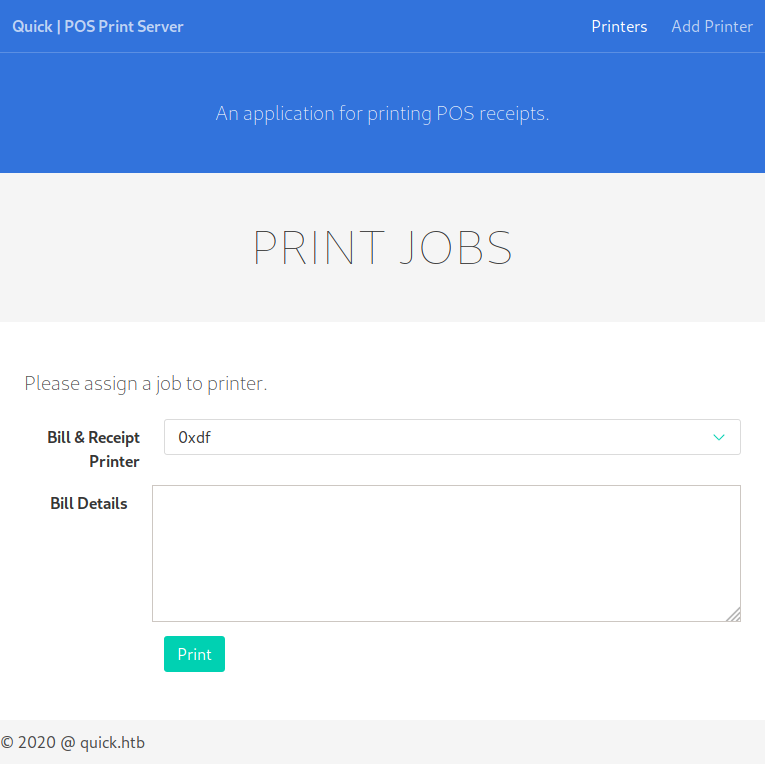 Quick | POS Print Server Printers Add Printer
An application for printing POS receipts.
PRINT JOBS
Please assign a job to printer.
Bill & Receipt
Printer
0xdf
Bill Details
Print
© 2020 @ quick.htb